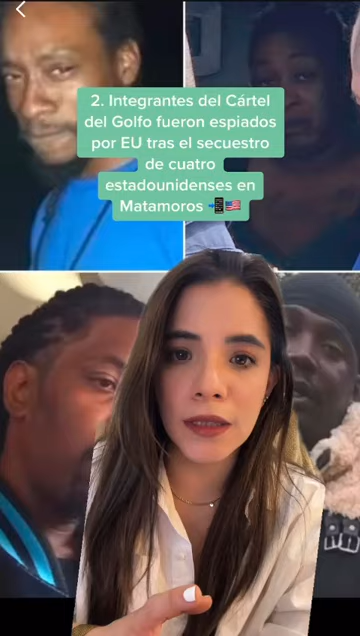 2. Integrantes del Cártel
del Golfo fueron espiados
por EU tras el secuestro
de cuatro
estadounidenses en
Matamoros 📲🇺🇸